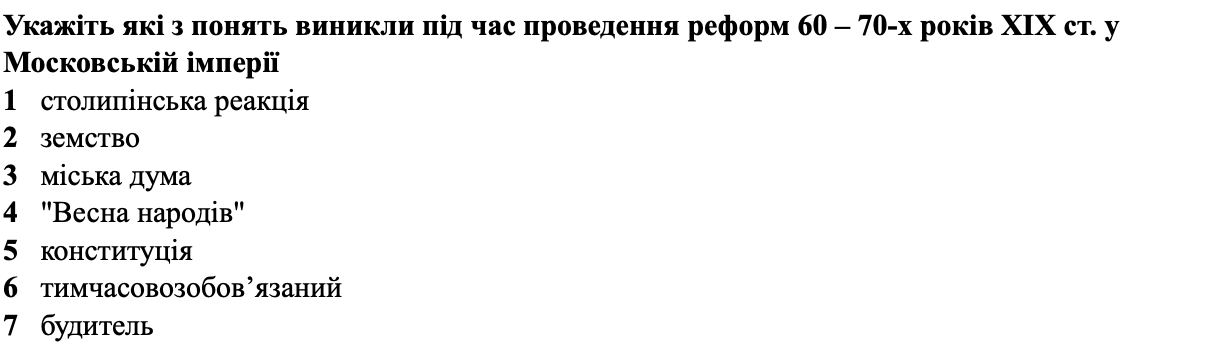 Укажіть які з понять виникли під час проведення реформ 60 – 70-х років XIX ст. у
Московській імперії
1 столипінська реакція
2 земство
3 міська дума
4 "Весна народів"
5 конституція
6 тимчасовозобов’язаний
7 будитель